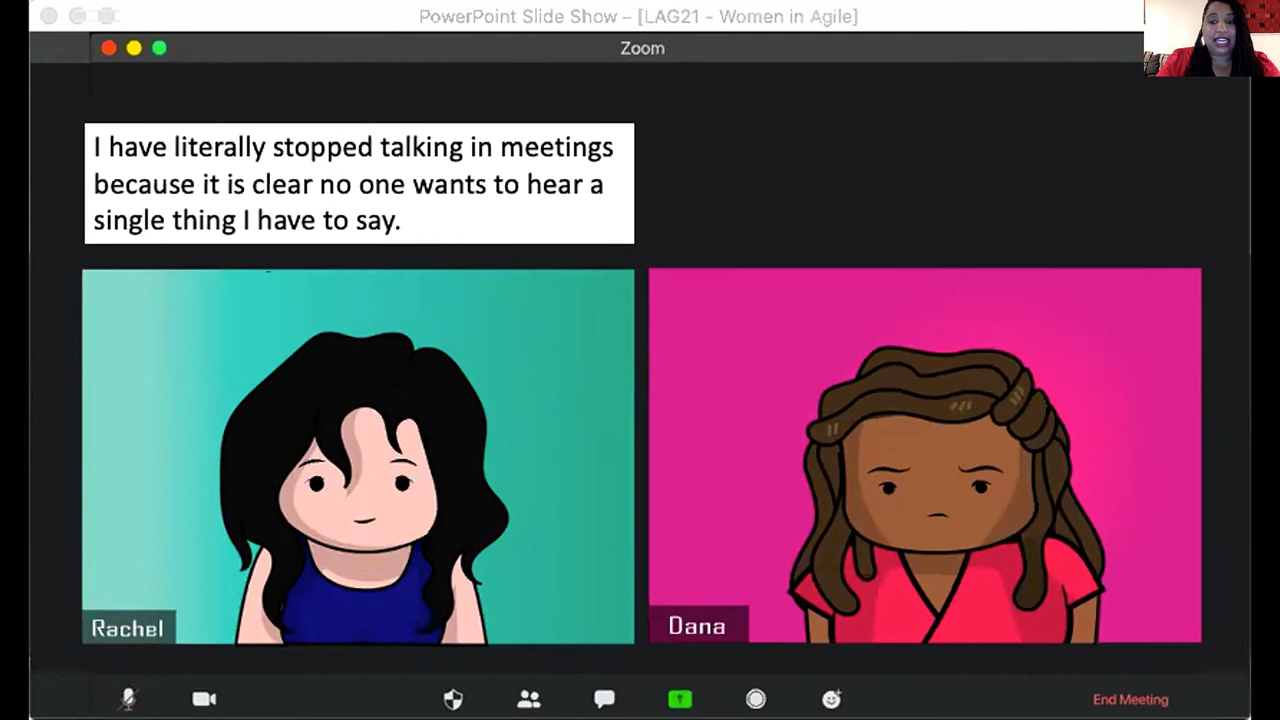 PowerPoint Slide Show – [LAG21 - Women in Agile]
Zoom
I have literally stopped talking in meetings
because it is clear no one wants to hear a
single thing I have to say.
Rachel
Dana
End Meeting